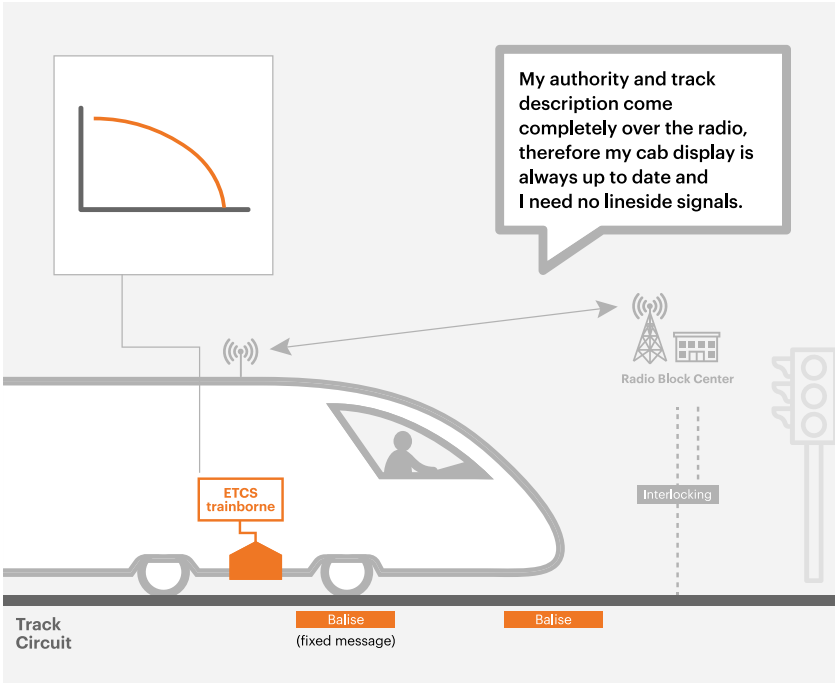 My authority and track
description come
completely over the radio,
therefore my cab display is
always up to date and
I need no lineside signals.
Radio Block Center
ETCS
trainborne
Interlocking
Track
Circuit
Balise
(fixed message)
Balise